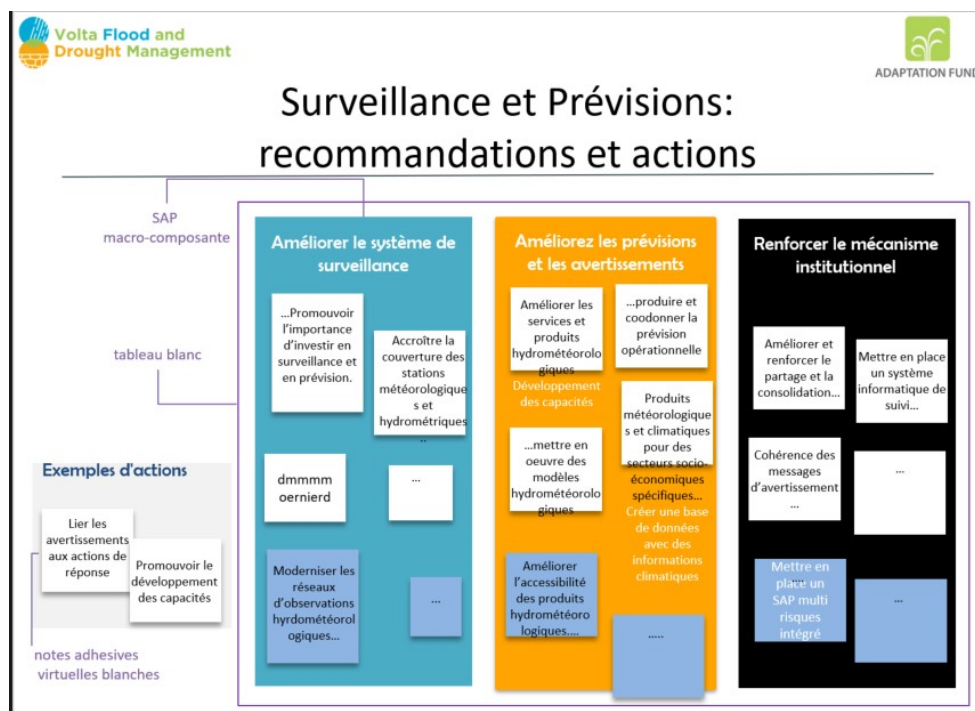 Volta Flood and
Drought Management
ADAPTATION FUND
Surveillance et Prévisions:
recommandations et actions
SAP
macro-composante
tableau blanc
Exemples d'actions
Lier les
avertissements
aux actions de
réponse
Promouvoir le
développement
des capacités
notes adhesives
virtuelles blanches
Améliorer le système de
surveillance
...Promouvoir
l'importance
d'investir en
surveillance et
en prévision.
Accroître la
couverture des
stations
météorologique
s et
hydrométriques
..
dmmmm
oernierd
...
Moderniser les
réseaux
d'observations
hyrdométéorol
ogiques...
...
Améliorez les prévisions
et les avertissements
Améliorer les
services et
produits
hydrométéorolo
giques
Développement
des capacités
...produire et
coodonner la
prévision
opérationnelle
...mettre en
oeuvre des
modèles
hydrométéorolo
giques
Produits
météorologique
s et climatiques
pour des
secteurs socio-
économiques
spécifiques...
Créer une base
de données
avec des
informations
climatiques
Améliorer
l'accessibilité
des produits
hydrométéoro
logiques....
.....
Renforcer le mécanisme
institutionnel
Améliorer et
renforcer le
partage et la
consolidation...
Mettre en place
un système
informatique de
suivi...
Cohérence des
messages
d'avertissement
...
...
Mettre en
place un
...
SAP multi
risques
intégré
...